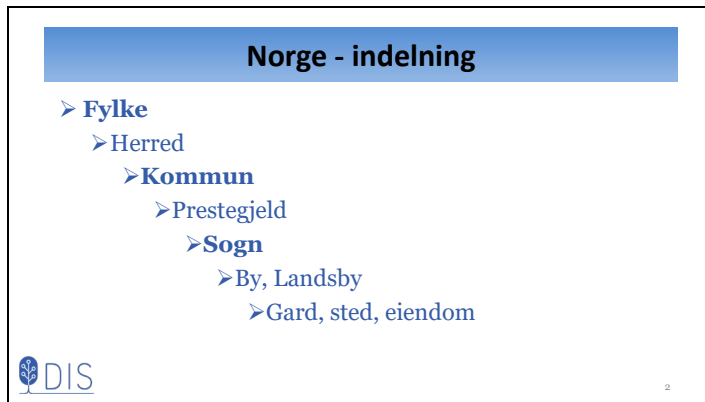 Norge - indelning
➢ Fylke
➢Herred
➢Kommun
➢Prestegjeld
➢Sogn
➢By, Landsby
➢Gard, sted, eiendom
DIS
2